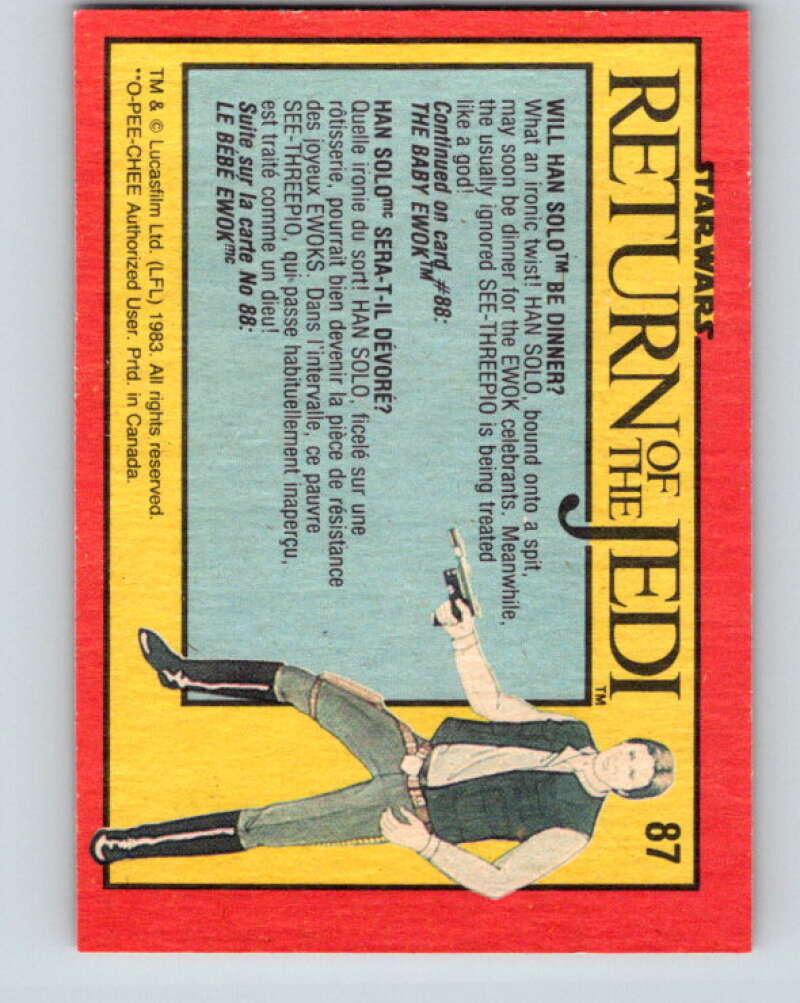 STAR WARS
RETURN OF THE JEDI™
87
WILL HAN SOLO™ BE DINNER?
What an ironic twist! HAN SOLO, bound onto a spit,
may soon be dinner for the EWOK celebrants. Meanwhile,
the usually ignored SEE-THREEPIO is being treated
like a god!
Continued on card #88:
THE BABY EWOK™
HAN SOLOmc SERA-T-IL DÉVORÉ?
Quelle ironie du sort! HAN SOLO, ficelé sur une
rôtisserie, pourrait bien devenir la pièce de résistance
des joyeux EWOKS. Dans l'intervalle, ce pauvre
SEE-THREEPIO, qui passe habituellement inaperçu,
est traité comme un dieu!
Suite sur la carte No 88:
LE BÉBÉ EWOKmc
TM & © Lucasfilm Ltd. (LFL) 1983. All rights reserved.
**O-PEE-CHEE Authorized User. Prtd. in Canada.